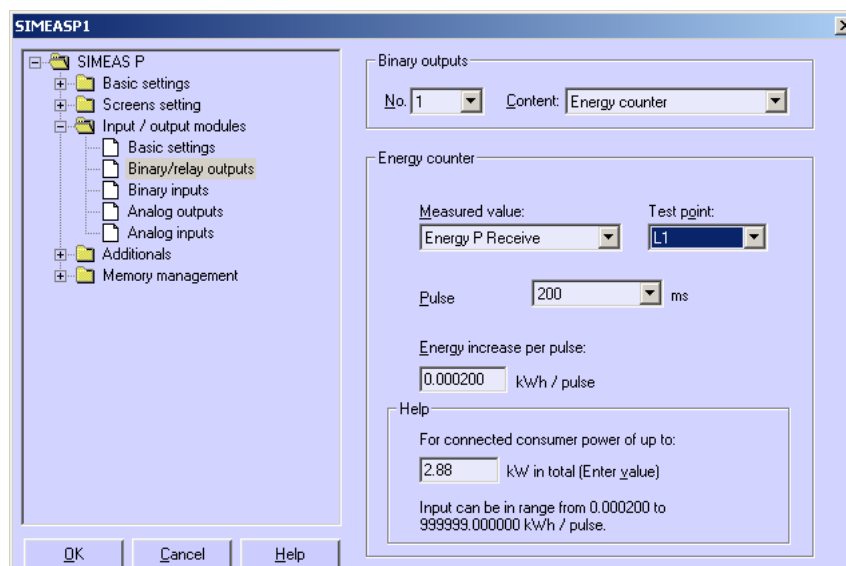 SIMEASP1
SIMEAS P
Basic settings
Screens setting
Input / output modules
Basic settings
Binary/relay outputs
Binary inputs
Analog outputs
Analog inputs
Additionals
Memory management
OK
Cancel
Help
Binary outputs
No. 1 Content: Energy counter
Energy counter
Measured value: Test point:
Energy P Receive L1
Pulse 200 ms
Energy increase per pulse:
0.000200 kWh / pulse
Help
For connected consumer power of up to:
2.88 kW in total (Enter value)
Input can be in range from 0.000200 to
999999.000000 kWh / pulse.